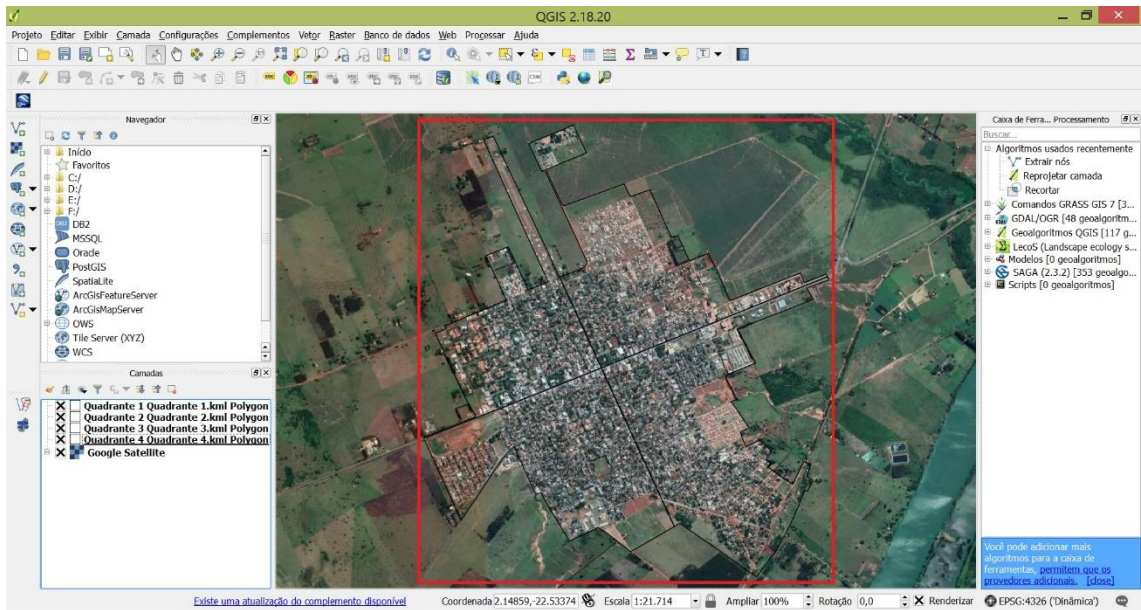 QGIS 2.18.20
Projeto Editar Exibir Camada Configurações Complementos Vetor Raster Banco de dados Web Processar Ajuda
Navegador
Início
Favoritos
C:/
D:/
E:/
F:/
DB2
MSSQL
Oracle
PostGIS
SpatiaLite
ArcGisFeatureServer
ArcGisMapServer
OWS
Tile Server (XYZ)
WCS
Camadas
Quadrante 1 Quadrante 1.kml Polygon
Quadrante 2 Quadrante 2.kml Polygon
Quadrante 3 Quadrante 3.kml Polygon
Quadrante 4 Quadrante 4.kml Polygon
Google Satellite
Caixa de Ferra... Processamento
Buscar...
Algoritmos usados recentemente
Extrair nós
Reprojetar camada
Recortar
Comandos GRASS GIS 7 [3...
GDAL/OGR [48 geoalgoritm...
Geoalgoritmos QGIS [117 g...
LecoS (Landscape ecology s...
Modelos [0 geoalgoritmos]
SAGA (2.3.2) [353 geoalgo...
Scripts [0 geoalgoritmos]
Você pode adicionar mais
algoritmos para a caixa de
ferramentas, permitem que os
provedores adicionais. [close]
Existe uma atualização do complemento disponível Coordenada 2.14859,-22.53374 Escala 1:21.714 Ampliar 100% Rotação 0,0 Renderizar EPSG:4326 ('Dinâmica')